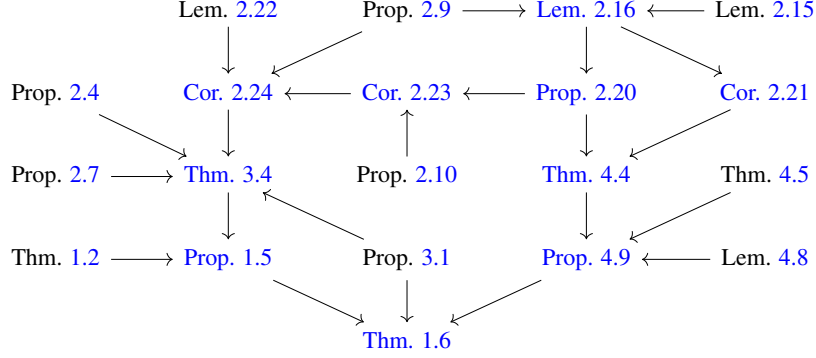 Lem. 2.22 Prop. 2.9 Lem. 2.16 Lem. 2.15
Prop. 2.4 Cor. 2.24 Cor. 2.23 Prop. 2.20 Cor. 2.21
Prop. 2.7 Thm. 3.4 Prop. 2.10 Thm. 4.4 Thm. 4.5
Thm. 1.2 Prop. 1.5 Prop. 3.1 Prop. 4.9 Lem. 4.8
Thm. 1.6